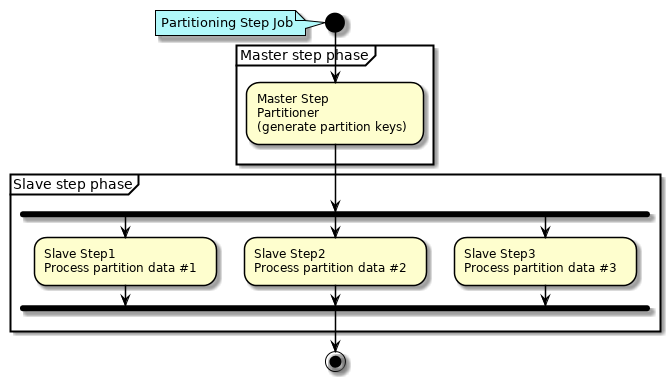 Partitioning Step Job
Master step phase
Master Step
Partitioner
(generate partition keys)
Slave step phase
Slave Step1
Process partition data #1
Slave Step2
Process partition data #2
Slave Step3
Process partition data #3